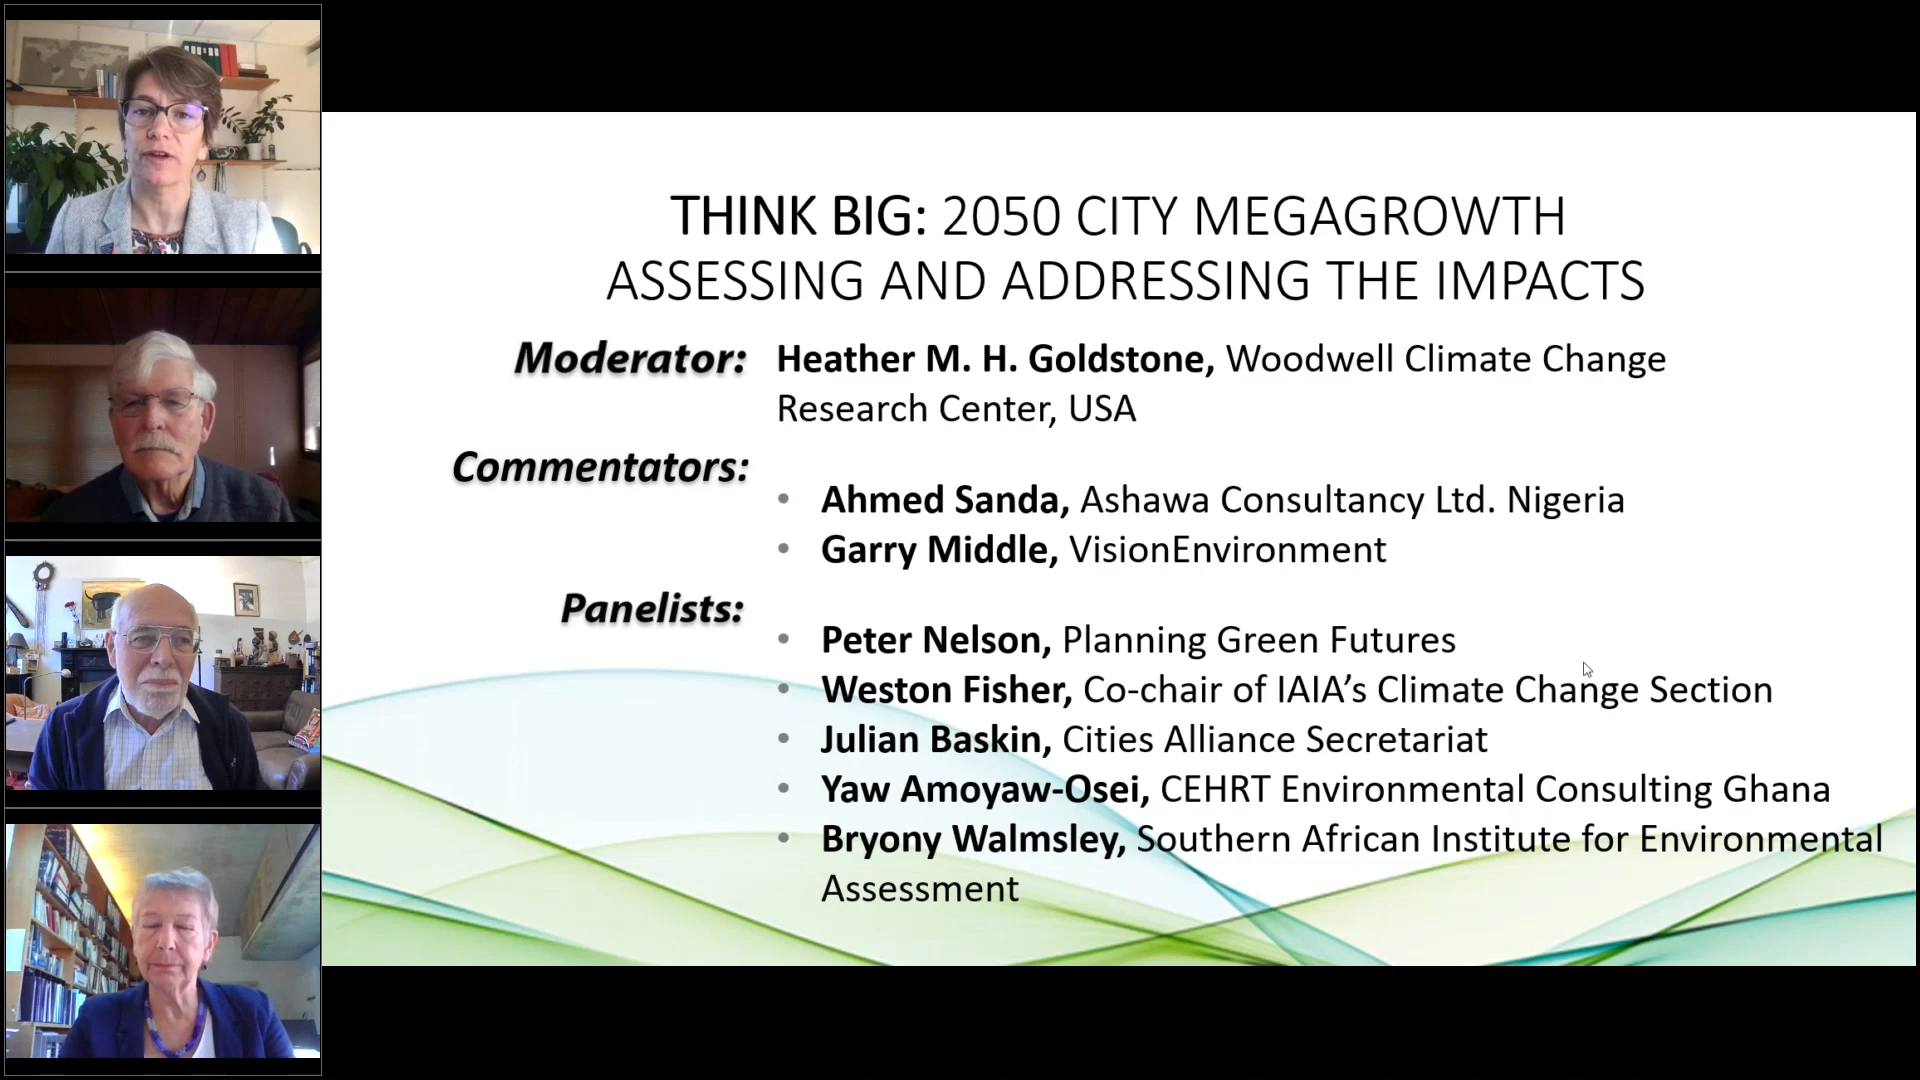 THINK BIG: 2050 CITY MEGAGROWTH
ASSESSING AND ADDRESSING THE IMPACTS
Moderator: Heather M. H. Goldstone, Woodwell Climate Change
Research Center, USA
Commentators:
• Ahmed Sanda, Ashawa Consultancy Ltd. Nigeria
• Garry Middle, VisionEnvironment
Panelists:
• Peter Nelson, Planning Green Futures
• Weston Fisher, Co-chair of IAIA’s Climate Change Section
• Julian Baskin, Cities Alliance Secretariat
• Yaw Amoyaw-Osei, CEHRT Environmental Consulting Ghana
• Bryony Walmsley, Southern African Institute for Environmental
Assessment